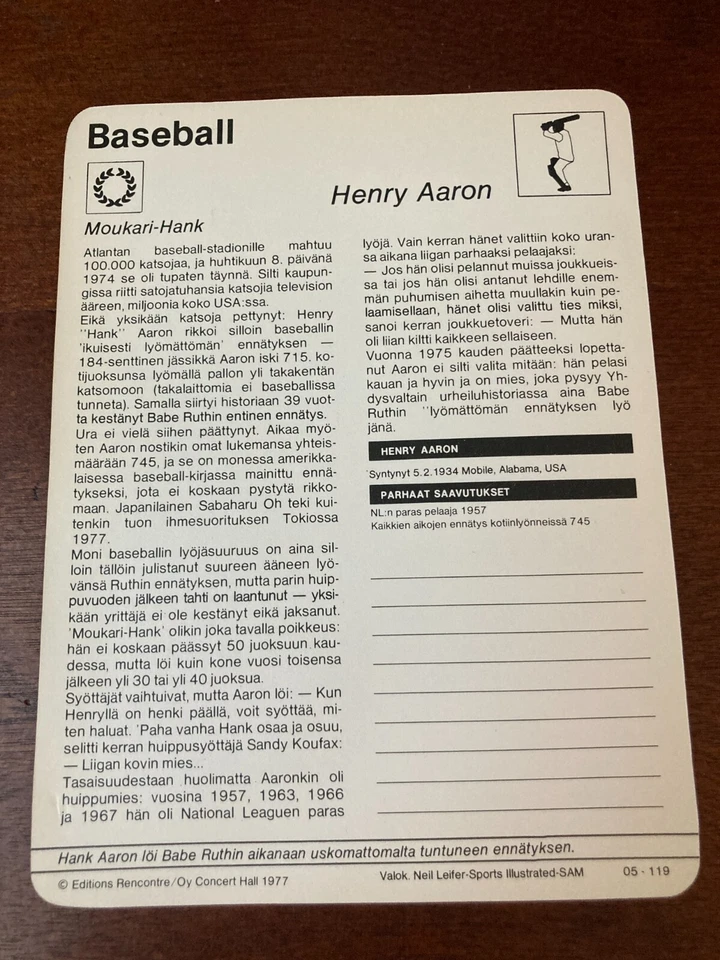 Baseball
Henry Aaron
Moukari-Hank
Atlantan baseball-stadionille mahtuu
100.000 katsojaa, ja huhtikuun 8. päivänä
1974 se oli tupaten täynnä. Silti kaupun-
gissa riitti satojatuhansia katsojia television
ääreen, miljoonia koko USA:ssa.
Eikä yksikään katsoja pettynyt: Henry
"Hank" Aaron rikkoi silloin baseballin
'ikuisesti lyömättömän' ennätyksen —
184-senttinen jässikkä Aaron iski 715. ko-
tijuoksunsa lyömällä pallon yli takakentän
katsomoon (takalaittomia ei baseballissa
tunneta). Samalla siirtyi historiaan 39 vuot-
ta kestänyt Babe Ruthin entinen ennätys.
Ura ei vielä siihen päättynyt. Aikaa myö-
ten Aaron nostikin omat lukemansa yhteis-
määrään 745, ja se on monessa amerikka-
laisessa baseball-kirjassa mainittu ennä-
tykseksi, jota ei koskaan pystytä rikko-
maan. Japanilainen Sabaharu Oh teki kui-
tenkin tuon ihmesuorituksen Tokiossa
1977.
Moni baseballin lyöjäsuuruus on aina sil-
loin tällöin julistanut suureen ääneen lyö-
vänsä Ruthin ennätyksen, mutta parin huip-
puvuoden jälkeen tahti on laantunut — yksi-
kään yrittäjä ei ole kestänyt eikä jaksanut.
'Moukari-Hank' olikin joka tavalla poikkeus:
hän ei koskaan päässyt 50 juoksuun kau-
dessa, mutta löi kuin kone vuosi toisensa
jälkeen yli 30 tai yli 40 juoksua.
Syöttäjät vaihtuivat, mutta Aaron löi: — Kun
Henryllä on henki päällä, voit syöttää, mi-
ten haluat. 'Paha vanha Hank osaa ja osuu,
selitti kerran huippusyöttäjä Sandy Koufax:
— Liigan kovin mies...
Tasaisuudestaan huolimatta Aaronkin oli
huippumies: vuosina 1957, 1963, 1966
ja 1967 hän oli National Leaguen paras
lyöjä. Vain kerran hänet valittiin koko uran-
sa aikana liigan parhaaksi pelaajaksi:
— Jos hän olisi pelannut muissa joukkueis-
sa tai jos hän olisi antanut lehdille enem-
män puhumisen aihetta muullakin kuin pe-
laamisellaan, hänet olisi valittu ties miksi,
sanoi kerran joukkuetoveri: — Mutta hän
oli liian kiltti kaikkeen sellaiseen.
Vuonna 1975 kauden päätteeksi lopetta-
nut Aaron ei silti valita mitään: hän pelasi
kauan ja hyvin ja on mies, joka pysyy Yh-
dysvaltain urheiluhistoriassa aina Babe
Ruthin "lyömättömän ennätyksen lyö
jänä.
HENRY AARON
Syntynyt 5.2.1934 Mobile, Alabama, USA
PARHAAT SAAVUTUKSET
NL:n paras pelaaja 1957
Kaikkien aikojen ennätys kotiinlyönneissä 745
Hank Aaron löi Babe Ruthin aikanaan uskomattomalta tuntuneen ennätyksen.
© Editions Rencontre/Oy Concert Hall 1977
Valok. Neil Leifer-Sports Illustrated-SAM
05 - 119